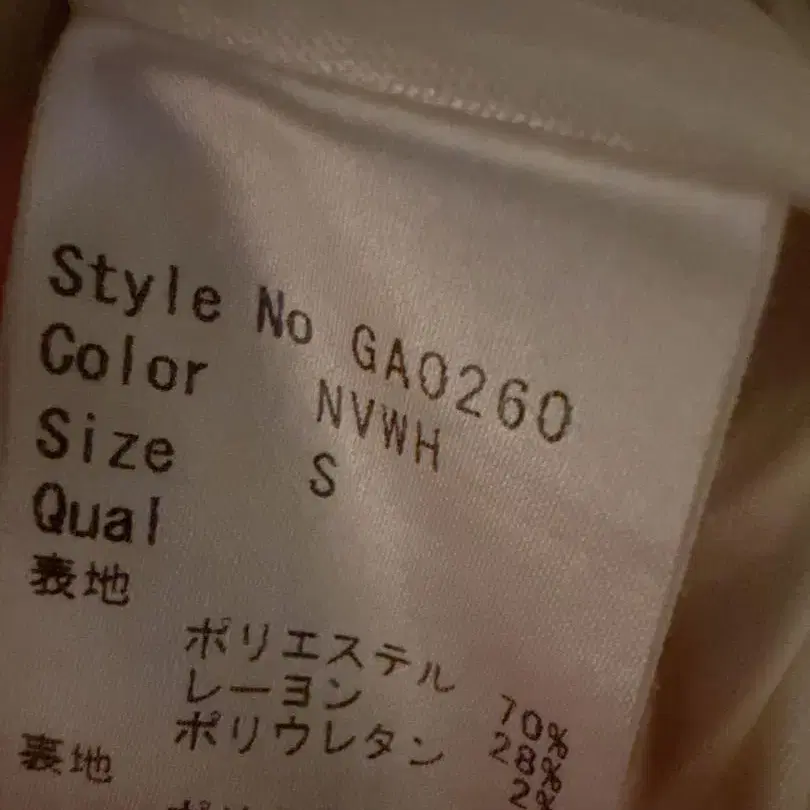 Style No GA0260
Color NVWH
Size S
Qual
表地
ポリエステル 70%
レーヨン 28%
ポリウレタン 2%
裏地